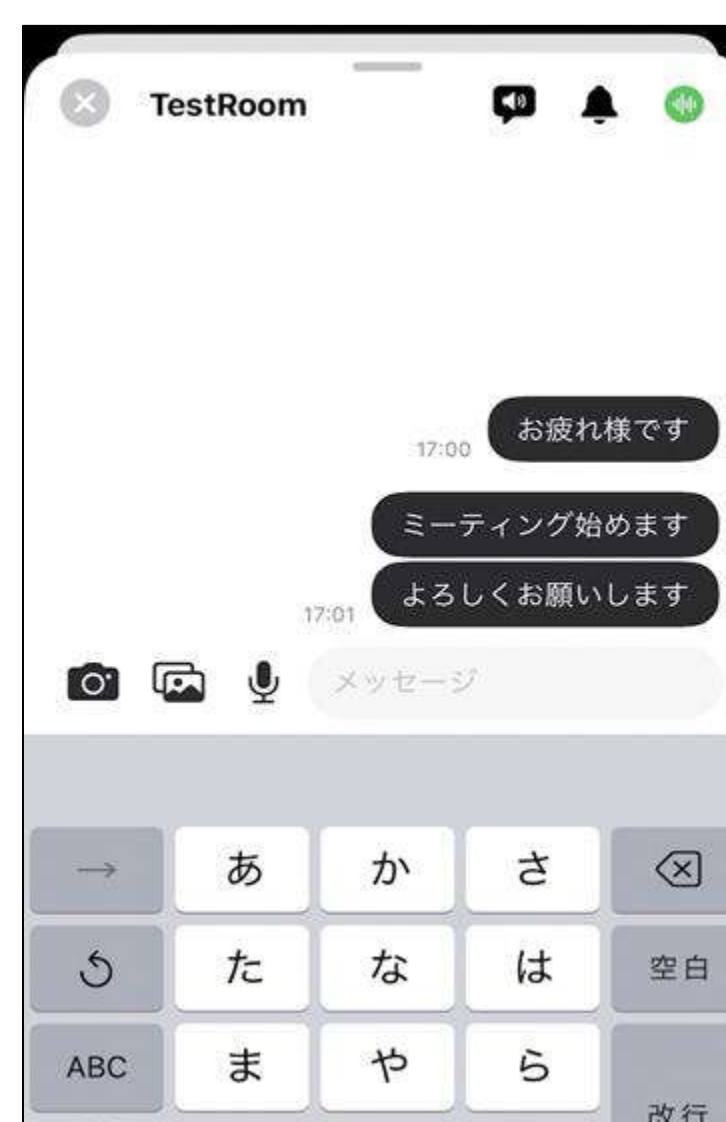 TestRoom
お疲れ様です
17:00
ミーティング始めます
よろしくお願いします
17:01
メッセージ
→ あ か さ
た な は 空白
ABC ま や ら
改行